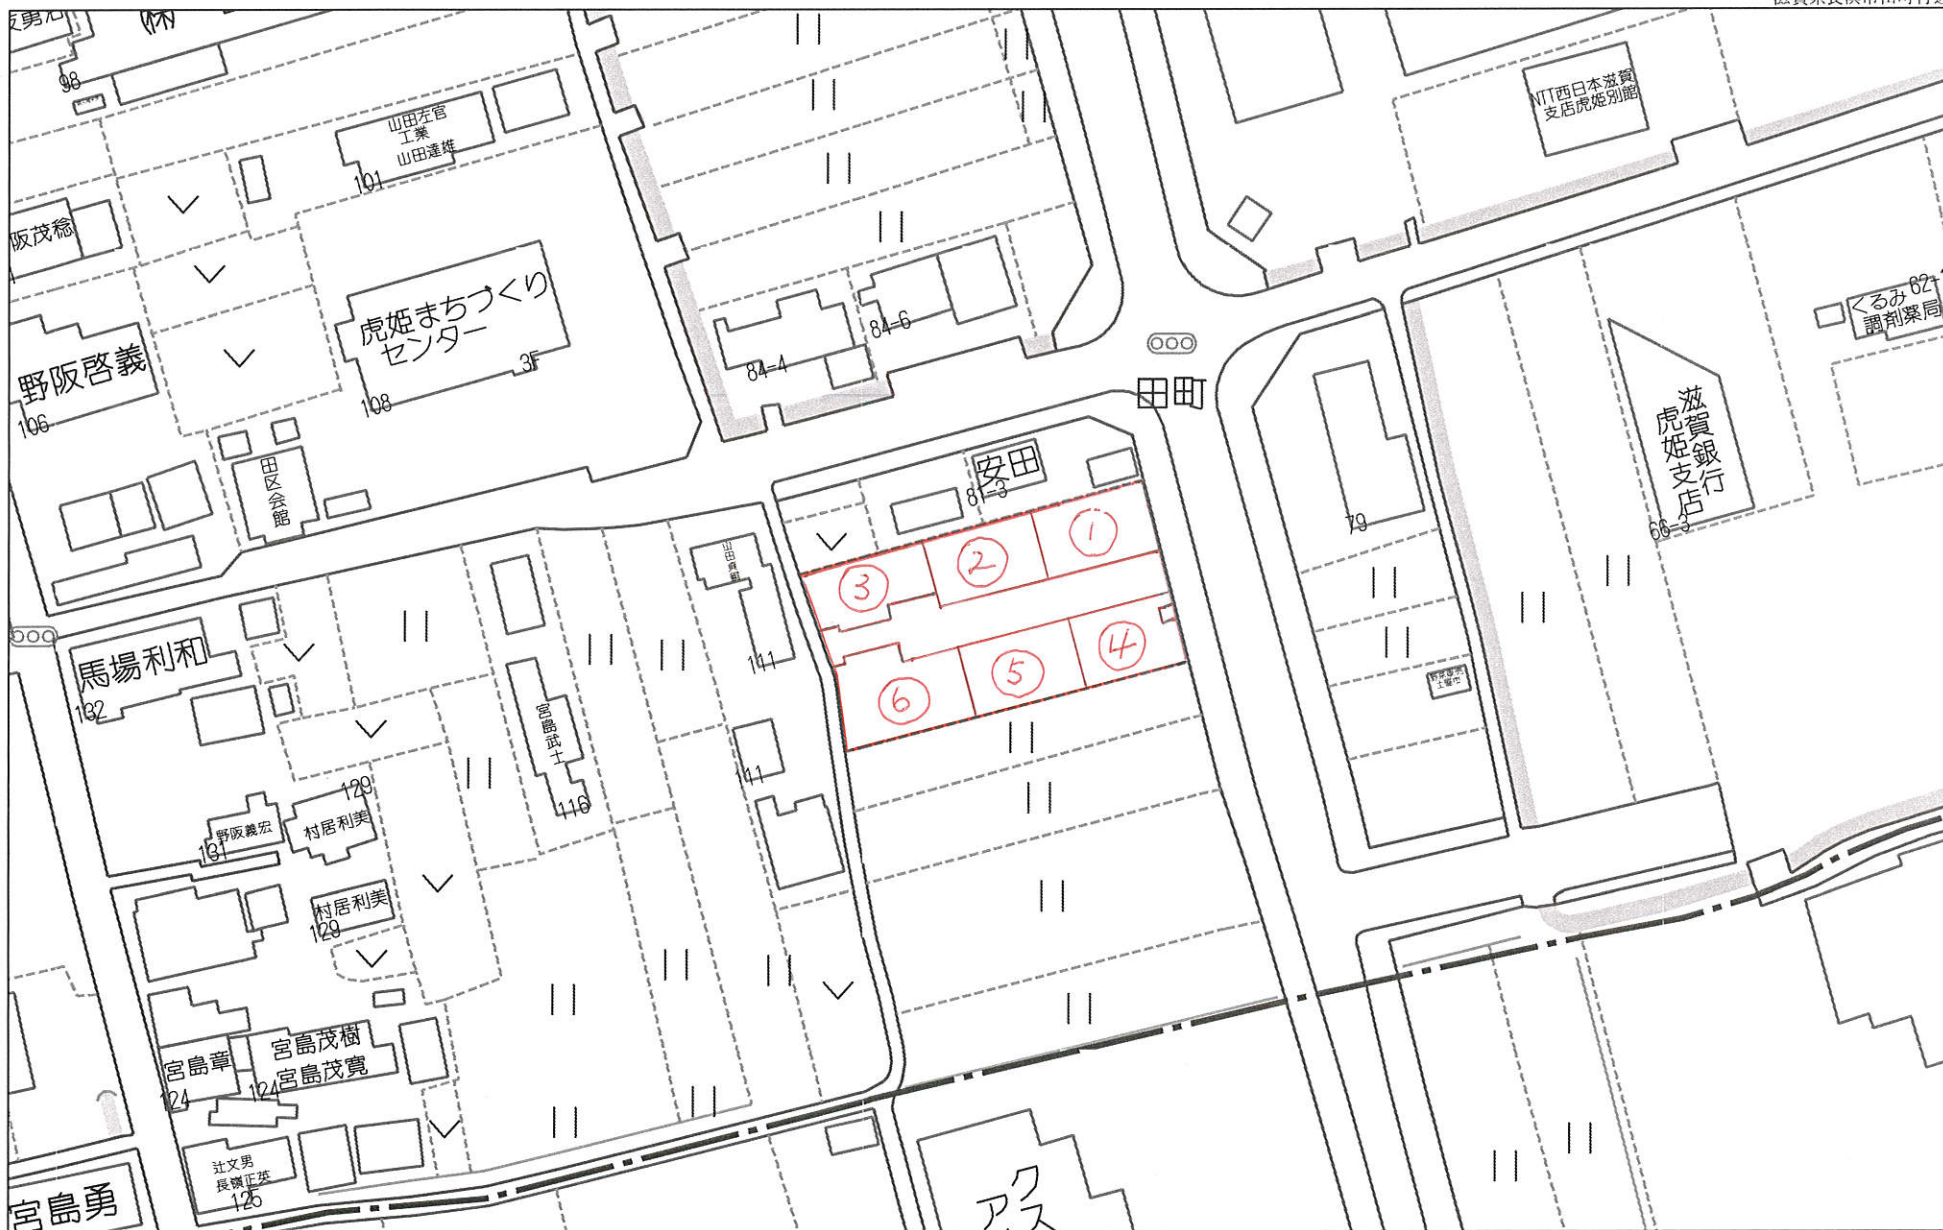 ㈱
98
山田左官
工業
山田達雄
101
NTT西日本滋賀
支店虎姫別館
阪茂稔
虎姫まちづくり
センター
3F
108
84-6
84-4
くるみ
調剤薬局
野阪啓義
106
田町
滋賀銀行
虎姫支店
66-3
田区会館
安田
81-3
79
①
②
③
④
⑤
⑥
111
馬場利和
132
宮島武士
116
111
野阪義宏
131
129
村居利美
村居利美
129
宮島章
124
宮島茂樹
宮島茂寛
124
辻文男
長嶺正英
125
宮島勇